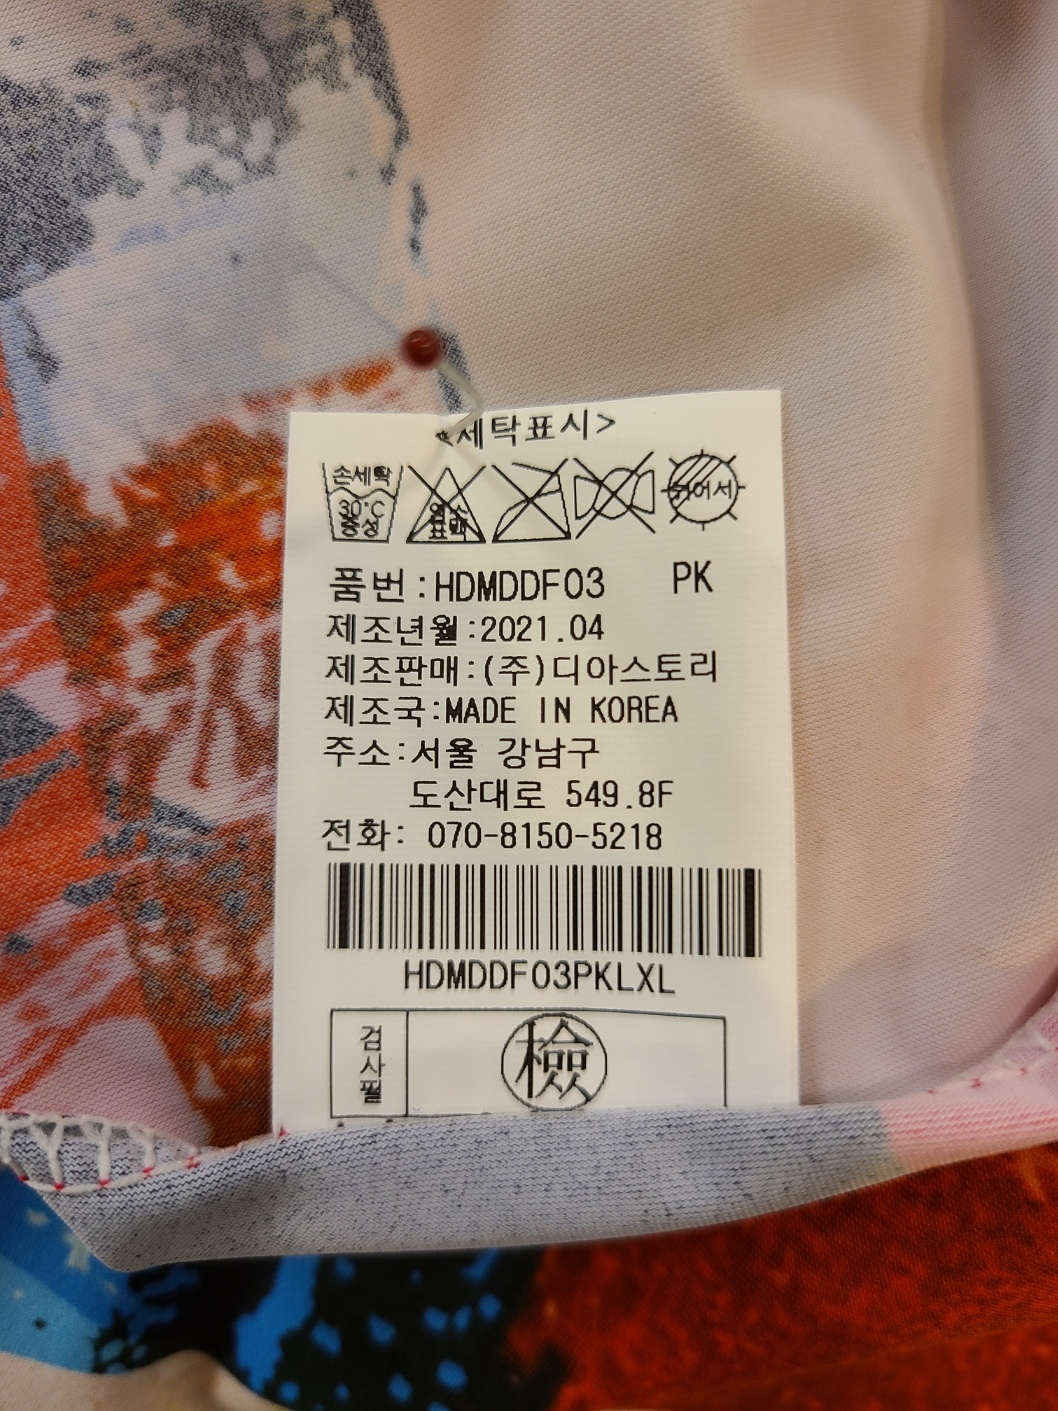 <세탁표시>
손세탁
30°C
중성
염소
표백
뉘어서
품번:HDMDDF03 PK
제조년월:2021.04
제조판매:(주)디아스토리
제조국:MADE IN KOREA
주소:서울 강남구
도산대로 549.8F
전화: 070-8150-5218
HDMDDF03PKLXL
검사필
檢